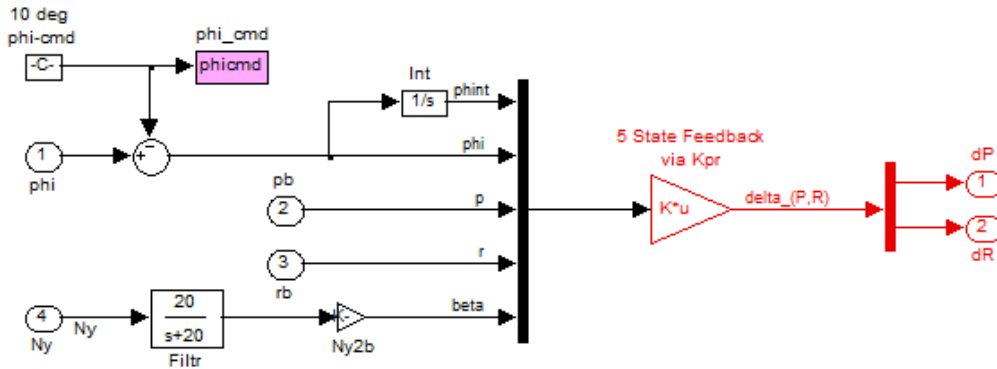 10 deg
phi-cmd
-C-
phi_cmd
phicmd
Int
1/s
phint
1
phi
phi
5 State Feedback
via Kpr
K*u
delta_(P,R)
dP
1
2
dR
pb
2
p
3
rb
r
4
Ny
Ny
20
s+20
Filtr
Ny2b
beta